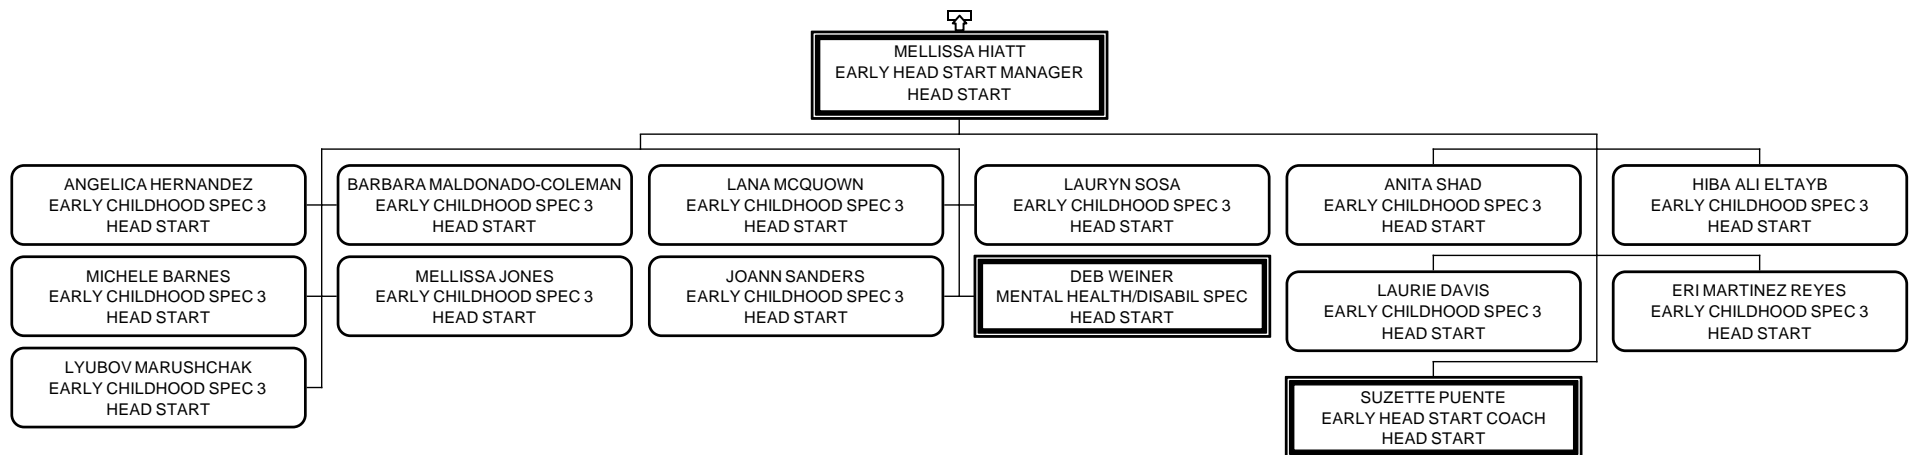 MELLISSA HIATT
EARLY HEAD START MANAGER
HEAD START
ANGELICA HERNANDEZ
EARLY CHILDHOOD SPEC 3
HEAD START
BARBARA MALDONADO-COLEMAN
EARLY CHILDHOOD SPEC 3
HEAD START
LANA MCQUOWN
EARLY CHILDHOOD SPEC 3
HEAD START
LAURYN SOSA
EARLY CHILDHOOD SPEC 3
HEAD START
ANITA SHAD
EARLY CHILDHOOD SPEC 3
HEAD START
HIBA ALI ELTAYB
EARLY CHILDHOOD SPEC 3
HEAD START
MICHELE BARNES
EARLY CHILDHOOD SPEC 3
HEAD START
MELLISSA JONES
EARLY CHILDHOOD SPEC 3
HEAD START
JOANN SANDERS
EARLY CHILDHOOD SPEC 3
HEAD START
DEB WEINER
MENTAL HEALTH/DISABIL SPEC
HEAD START
LAURIE DAVIS
EARLY CHILDHOOD SPEC 3
HEAD START
ERI MARTINEZ REYES
EARLY CHILDHOOD SPEC 3
HEAD START
LYUBOV MARUSHCHAK
EARLY CHILDHOOD SPEC 3
HEAD START
SUZETTE PUENTE
EARLY HEAD START COACH
HEAD START